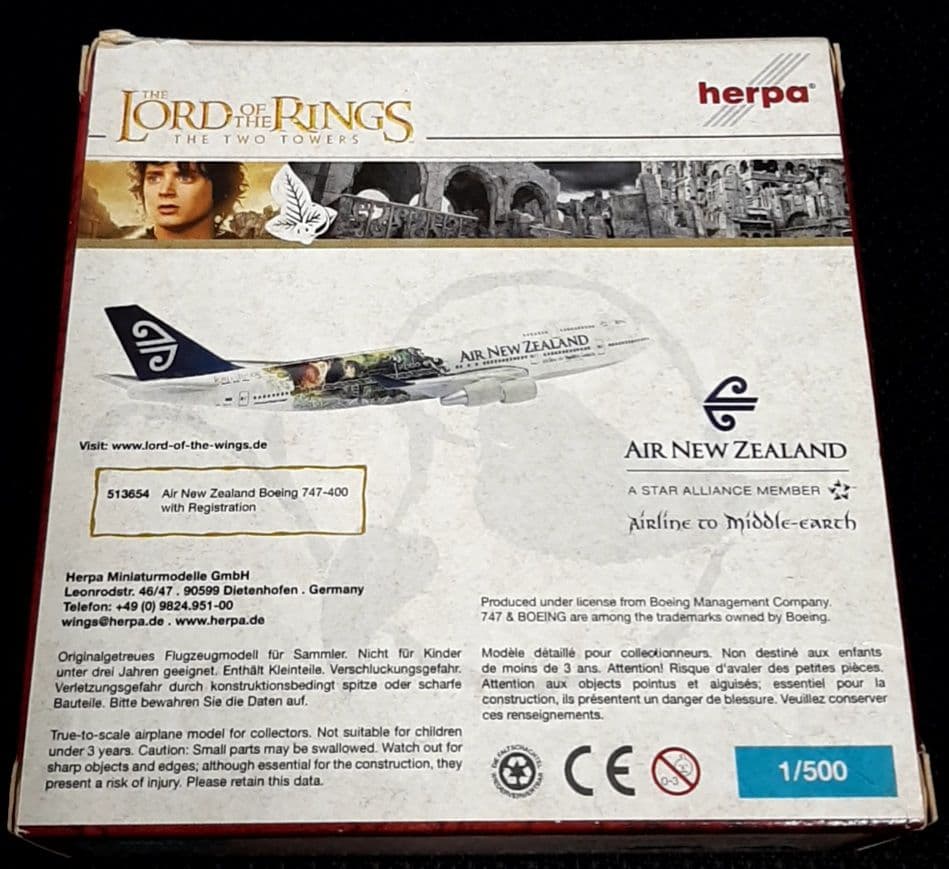 THE
LORD OF THE RINGS
THE TWO TOWERS
herpa®
AIR NEW ZEALAND
Visit: www.lord-of-the-wings.de
513654 Air New Zealand Boeing 747-400
with Registration
AIR NEW ZEALAND
A STAR ALLIANCE MEMBER
Airline to Middle-earth
Herpa Miniaturmodelle GmbH
Leonrodstr. 46/47 . 90599 Dietenhofen . Germany
Telefon: +49 (0) 9824.951-00
wings@herpa.de . www.herpa.de
Produced under license from Boeing Management Company.
747 & BOEING are among the trademarks owned by Boeing.
Originalgetreues Flugzeugmodell für Sammler. Nicht für Kinder
unter drei Jahren geeignet. Enthält Kleinteile. Verschluckungsgefahr.
Verletzungsgefahr durch konstruktionsbedingt spitze oder scharfe
Bauteile. Bitte bewahren Sie die Daten auf.
Modèle détaillé pour collectionneurs. Non destiné aux enfants
de moins de 3 ans. Attention! Risque d'avaler des petites pièces.
Attention aux objects pointus et aiguisés; essentiel pour la
construction, ils présentent un danger de blessure. Veuillez conserver
ces renseignements.
True-to-scale airplane model for collectors. Not suitable for children
under 3 years. Caution: Small parts may be swallowed. Watch out for
sharp objects and edges; although essential for the construction, they
present a risk of injury. Please retain this data.
CE
0-3
1/500